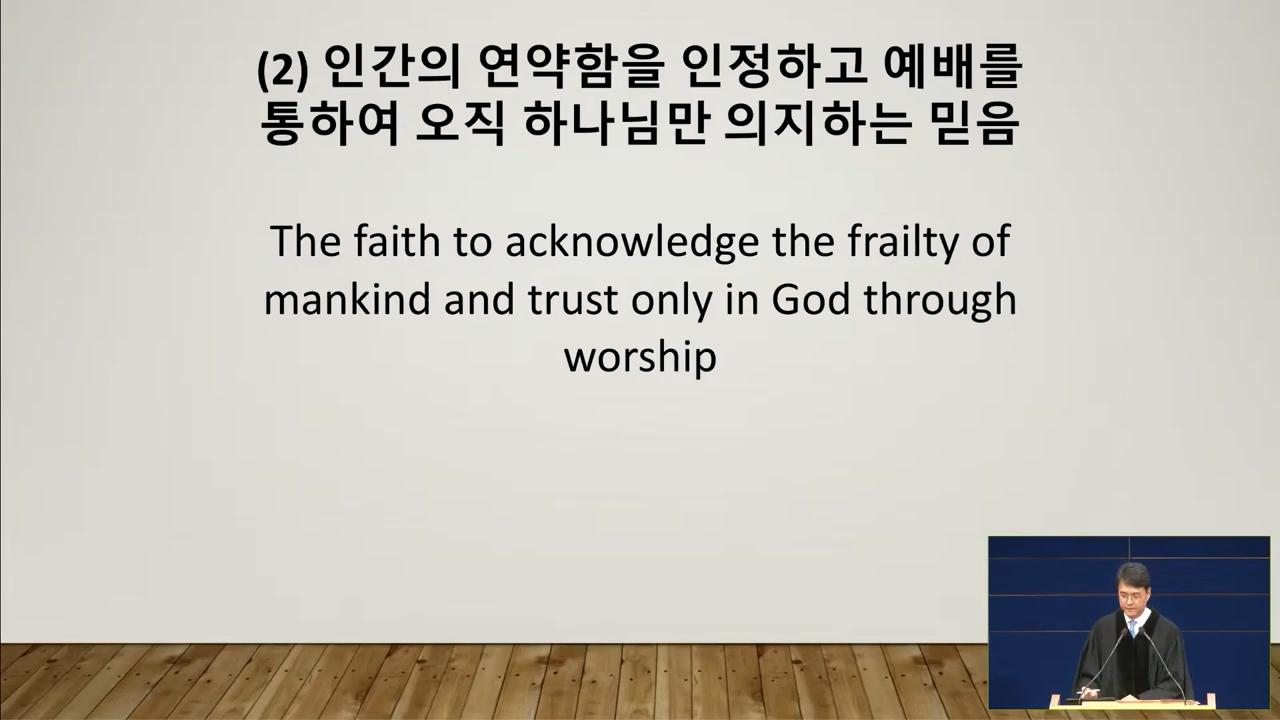 (2) 인간의 연약함을 인정하고 예배를
통하여 오직 하나님만 의지하는 믿음
The faith to acknowledge the frailty of
mankind and trust only in God through
worship